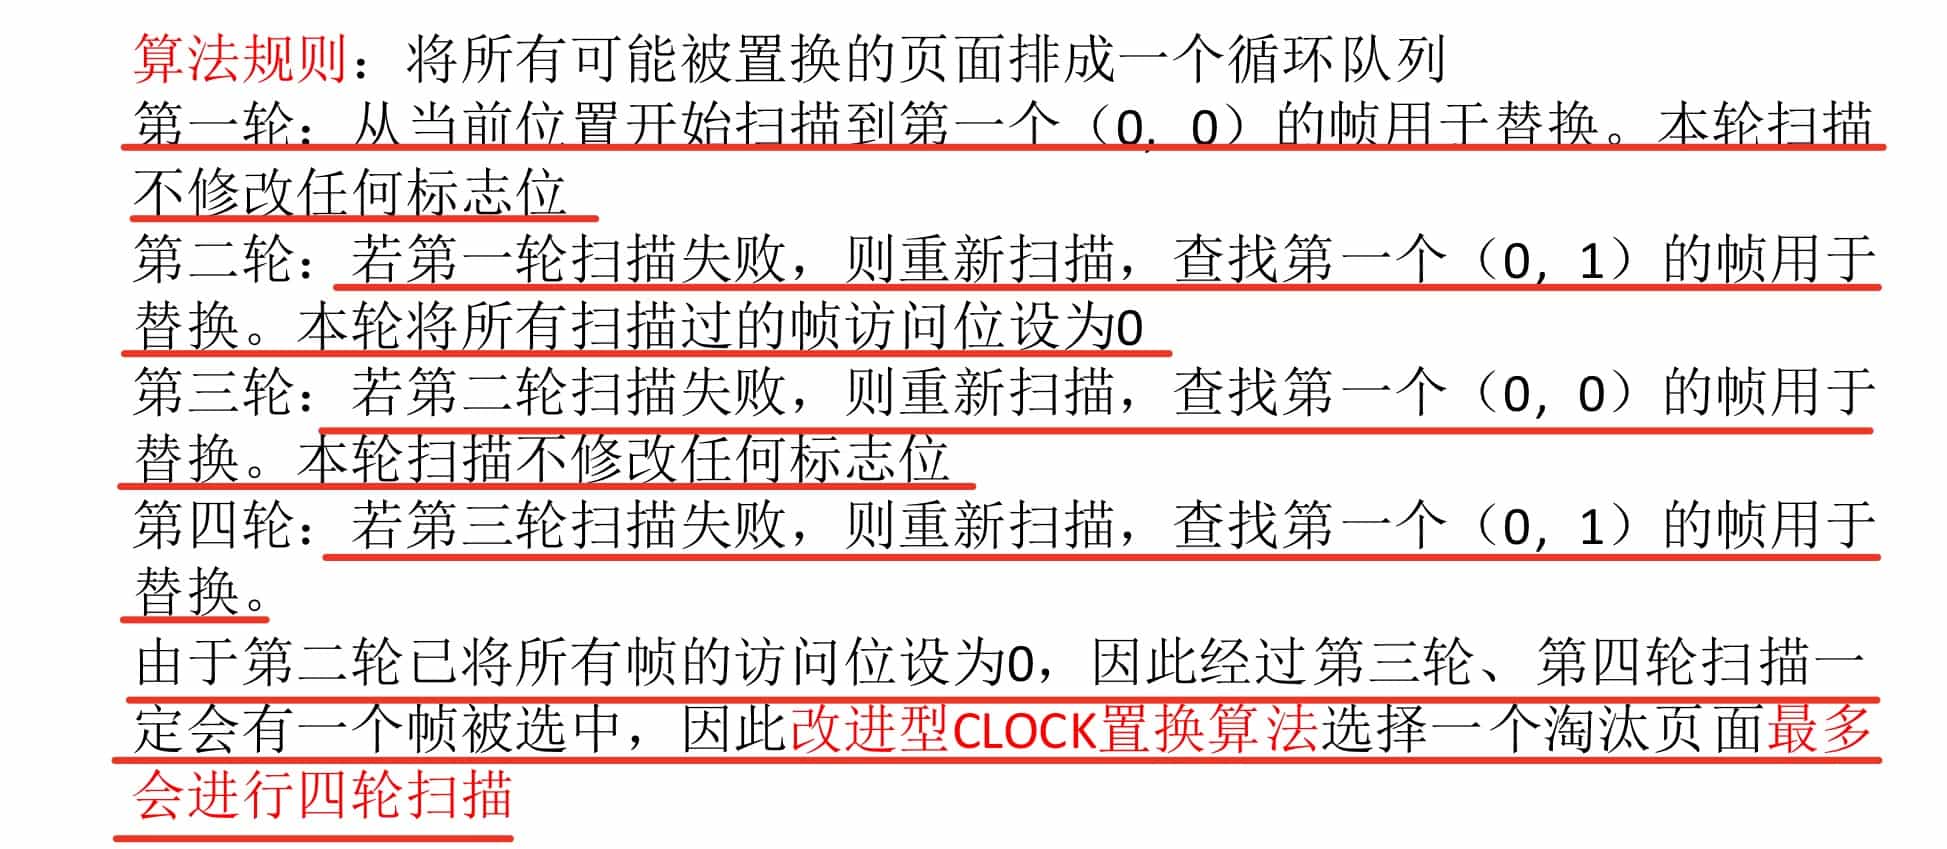 算法规则：将所有可能被置换的页面排成一个循环队列
第一轮：从当前位置开始扫描到第一个（0，0）的帧用于替换。本轮扫描
不修改任何标志位
第二轮：若第一轮扫描失败，则重新扫描，查找第一个（0，1）的帧用于
替换。本轮将所有扫描过的帧访问位设为0
第三轮：若第二轮扫描失败，则重新扫描，查找第一个（0，0）的帧用于
替换。本轮扫描不修改任何标志位
第四轮：若第三轮扫描失败，则重新扫描，查找第一个（0，1）的帧用于
替换。
由于第二轮已将所有帧的访问位设为0，因此经过第三轮、第四轮扫描一
定会有一个帧被选中，因此改进型CLOCK置换算法选择一个淘汰页面最多
会进行四轮扫描